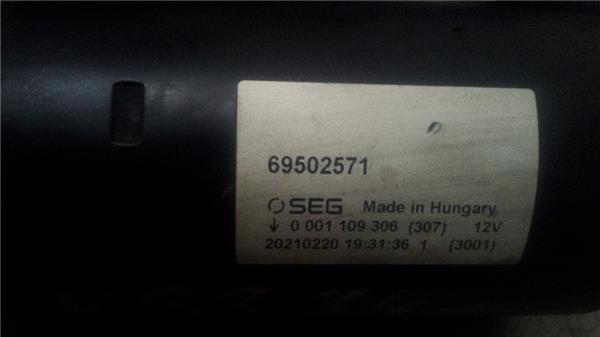 69502571
SEG Made in Hungary
↓ 0 001 109 306 (307) 12V
20210220 19:31:36 1 (3001)